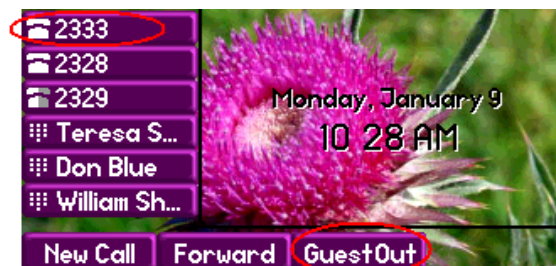 2333
2328
2329
Teresa S...
Don Blue
William Sh...
Monday, January 9
10 28 AM
New Call
Forward
GuestOut